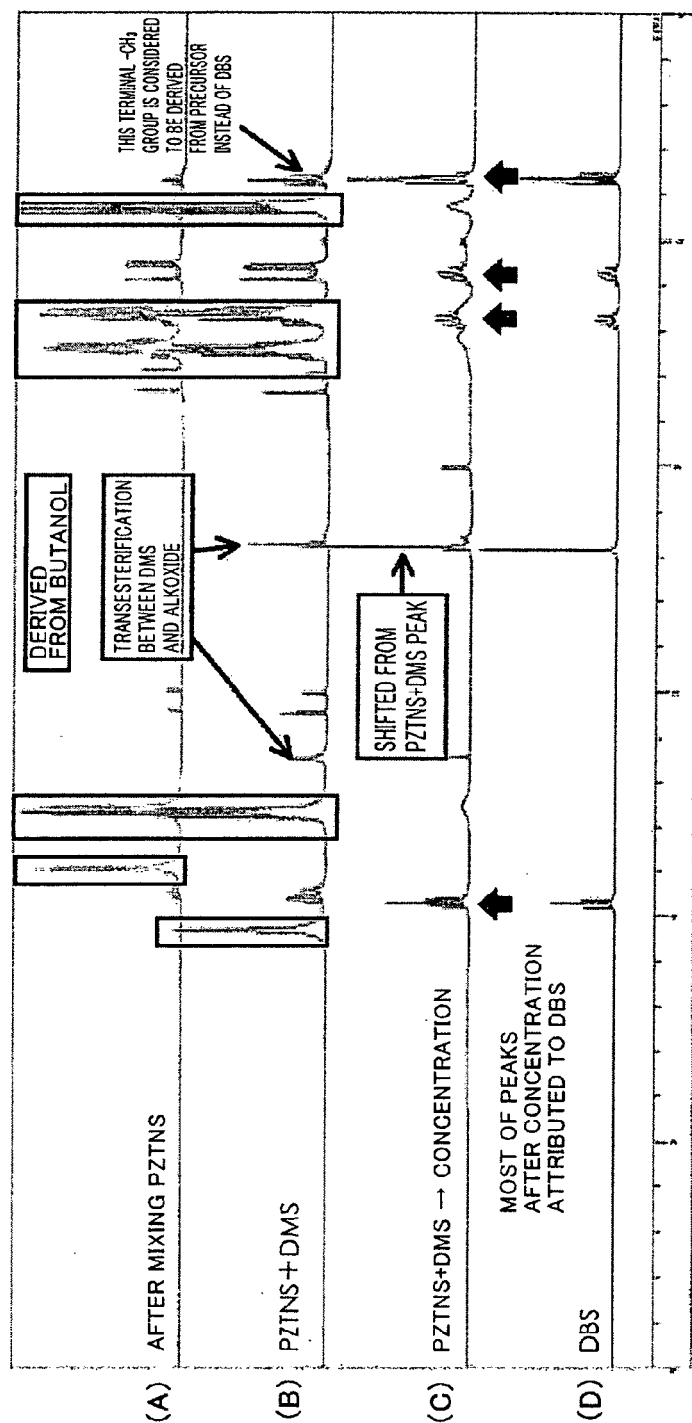 THIS TERMINAL -CH₃
GROUP IS CONSIDERED
TO BE DERIVED
FROM PRECURSOR
INSTEAD OF DBS
DERIVED
FROM BUTANOL
TRANSESTERIFICATION
BETWEEN DMS
AND ALKOXIDE
(A)
AFTER MIXING PZTNS
(B)
PZTNS+DMS
SHIFTED FROM
PZTNS+DMS PEAK
(C)
PZTNS+DMS → CONCENTRATION
MOST OF PEAKS
AFTER CONCENTRATION
ATTRIBUTED TO DBS
(D)
DBS